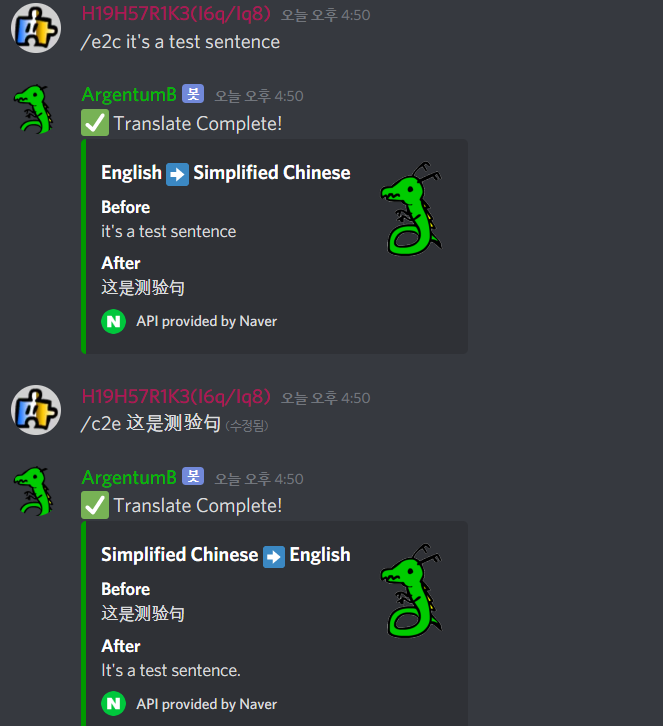 H19H57R1K3(l6q/lq8) 오늘 오후 4:50
/e2c it's a test sentence
ArgentumB 봇 오늘 오후 4:50
✅ Translate Complete!
English ➡ Simplified Chinese
Before
it's a test sentence
After
这是测验句
N API provided by Naver
H19H57R1K3(l6q/lq8) 오늘 오후 4:50
/c2e 这是测验句 (수정됨)
ArgentumB 봇 오늘 오후 4:50
✅ Translate Complete!
Simplified Chinese ➡ English
Before
这是测验句
After
It's a test sentence.
N API provided by Naver